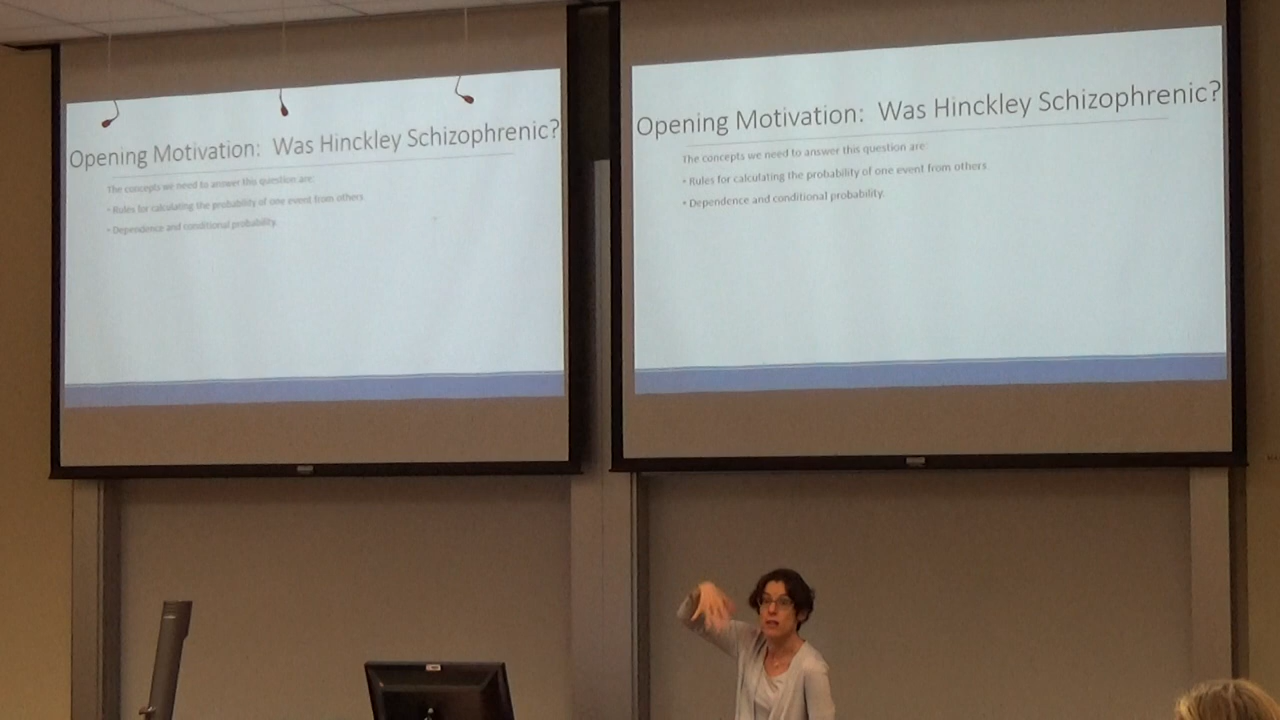 Opening Motivation: Was Hinckley Schizophrenic?
The concepts we need to answer this question are:
• Rules for calculating the probability of one event from others
• Dependence and conditional probability.
Opening Motivation: Was Hinckley Schizophrenic?
The concepts we need to answer this question are:
• Rules for calculating the probability of one event from others
• Dependence and conditional probability.